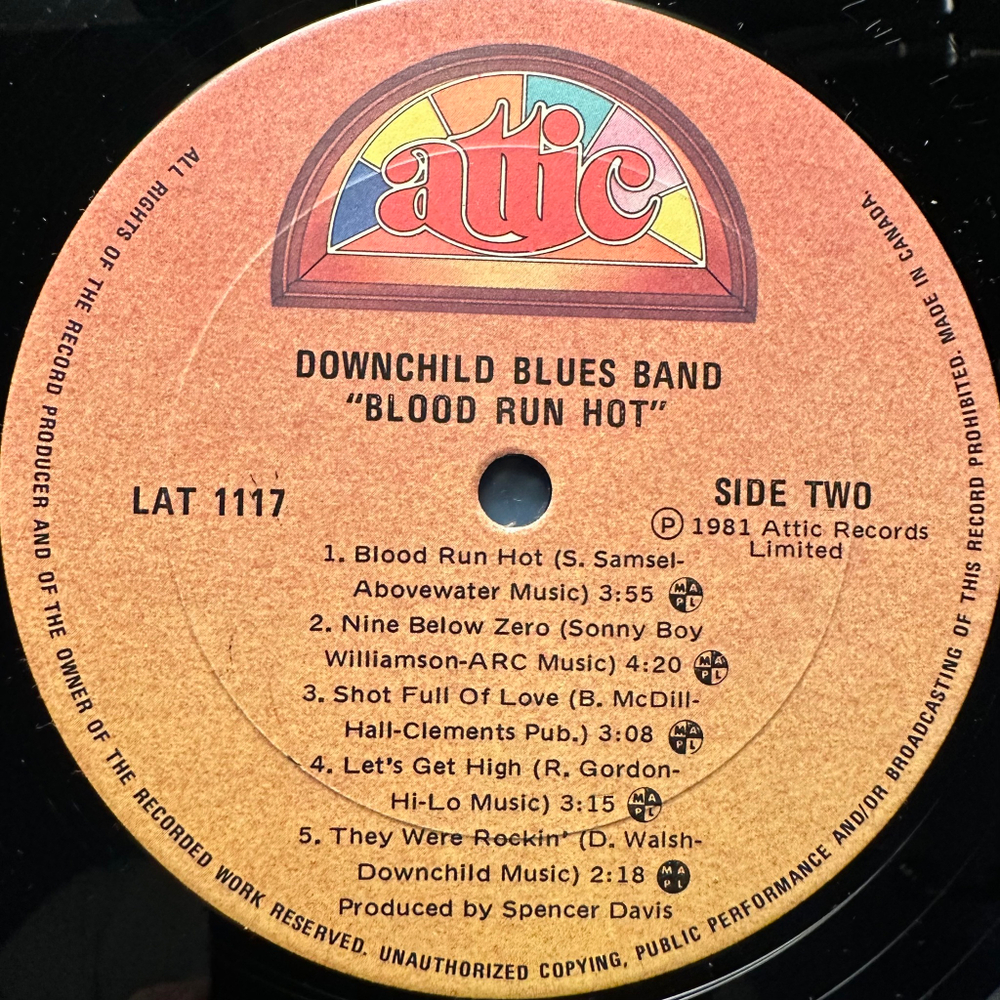 attic
DOWNCHILD BLUES BAND
"BLOOD RUN HOT"
LAT 1117
SIDE TWO
Ⓟ 1981 Attic Records
Limited
1. Blood Run Hot (S. Samsel-
Abovewater Music) 3:55 MAPL
2. Nine Below Zero (Sonny Boy
Williamson-ARC Music) 4:20 MAPL
3. Shot Full Of Love (B. McDill-
Hall-Clements Pub.) 3:08 MAPL
4. Let's Get High (R. Gordon-
Hi-Lo Music) 3:15 MAPL
5. They Were Rockin' (D. Walsh-
Downchild Music) 2:18 MAPL
Produced by Spencer Davis
ALL RIGHTS OF THE RECORD PRODUCER AND OF THE OWNER OF THE RECORDED WORK RESERVED. UNAUTHORIZED COPYING, PUBLIC PERFORMANCE AND/OR BROADCASTING OF THIS RECORD PROHIBITED. MADE IN CANADA.